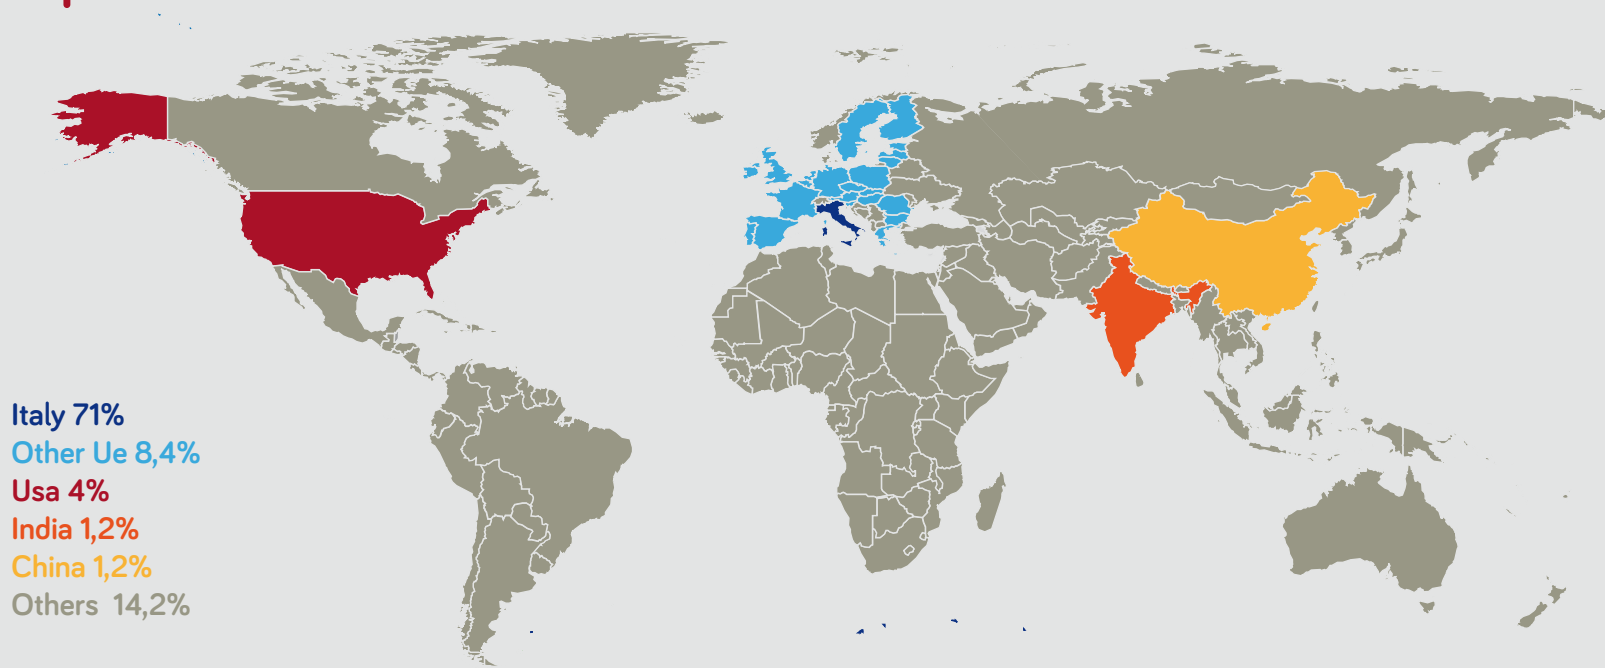 Italy 71%
Other Ue 8,4%
Usa 4%
India 1,2%
China 1,2%
Others 14,2%